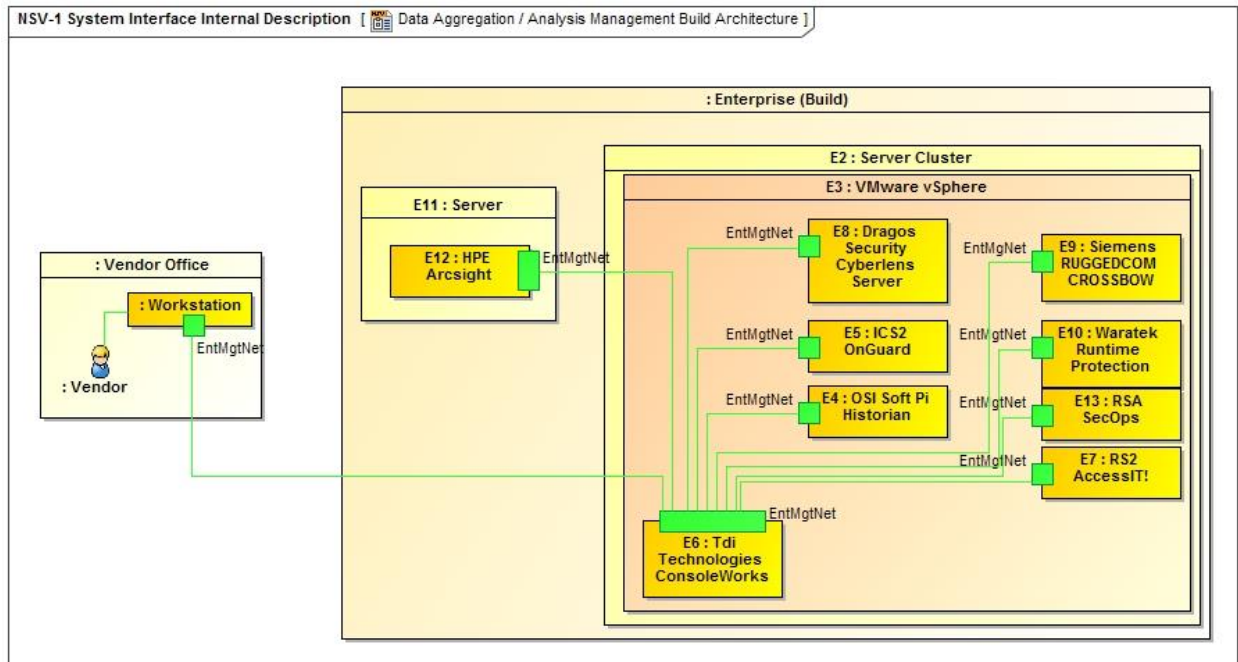 NSV-1 System Interface Internal Description [ Data Aggregation / Analysis Management Build Architecture ]
: Enterprise (Build)
E2 : Server Cluster
E3 : VMware vSphere
E11 : Server
E12 : HPE
Arcsight
EntMgtNet
: Vendor Office
: Workstation
EntMgtNet
: Vendor
EntMgtNet
E8 : Dragos
Security
Cyberlens
Server
EntMgNet
E9 : Siemens
RUGGEDCOM
CROSSBOW
EntMgtNet
E5 : ICS2
OnGuard
EntMgtNet
E10 : Waratek
Runtime
Protection
EntMgtNet
E4 : OSI Soft Pi
Historian
EntMgtNet
E13 : RSA
SecOps
EntMgtNet
E7 : RS2
AccessIT!
EntMgtNet
E6 : Tdi
Technologies
ConsoleWorks